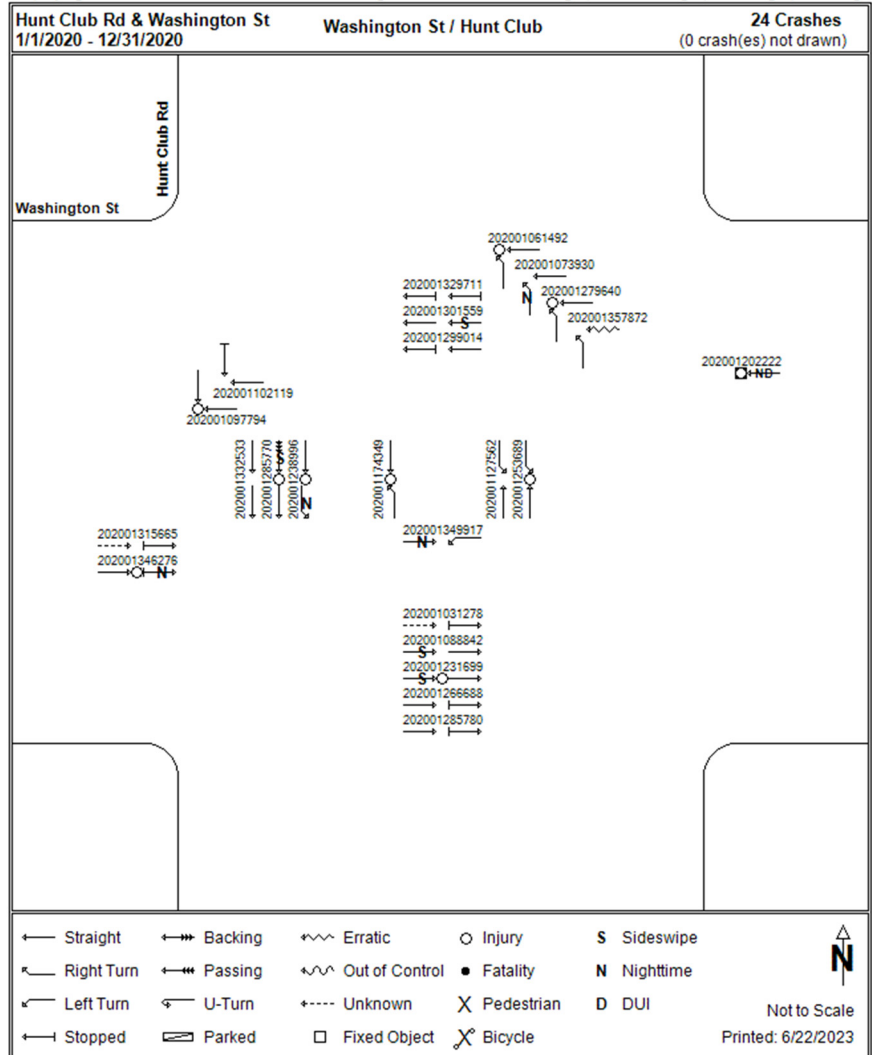 Hunt Club Rd & Washington St
1/1/2020 - 12/31/2020
Washington St / Hunt Club
24 Crashes
(0 crash(es) not drawn)
Hunt Club Rd
Washington St
202001061492
202001073930
202001329711
N
202001279640
202001301559
S
202001357872
202001299014
202001202222
ND
202001102119
202001097794
202001332533
202001285770
S
202001238996
N
202001174349
202001127562
202001253689
202001349917
N
202001315665
202001346276
N
202001031278
202001088842
S
202001231699
S
202001266688
202001285780
Straight
Backing
Erratic
Injury
S Sideswipe
Right Turn
Passing
Out of Control
Fatality
N Nighttime
Left Turn
U-Turn
Unknown
Pedestrian
D DUI
Stopped
Parked
Fixed Object
Bicycle
N
Not to Scale
Printed: 6/22/2023